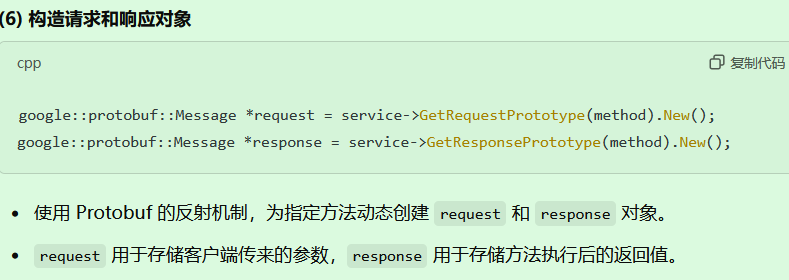 (6) 构造请求和响应对象
cpp
复制代码
google::protobuf::Message *request = service->GetRequestPrototype(method).New();
google::protobuf::Message *response = service->GetResponsePrototype(method).New();
• 使用 Protobuf 的反射机制，为指定方法动态创建 request 和 response 对象。
• request 用于存储客户端传来的参数，response 用于存储方法执行后的返回值。